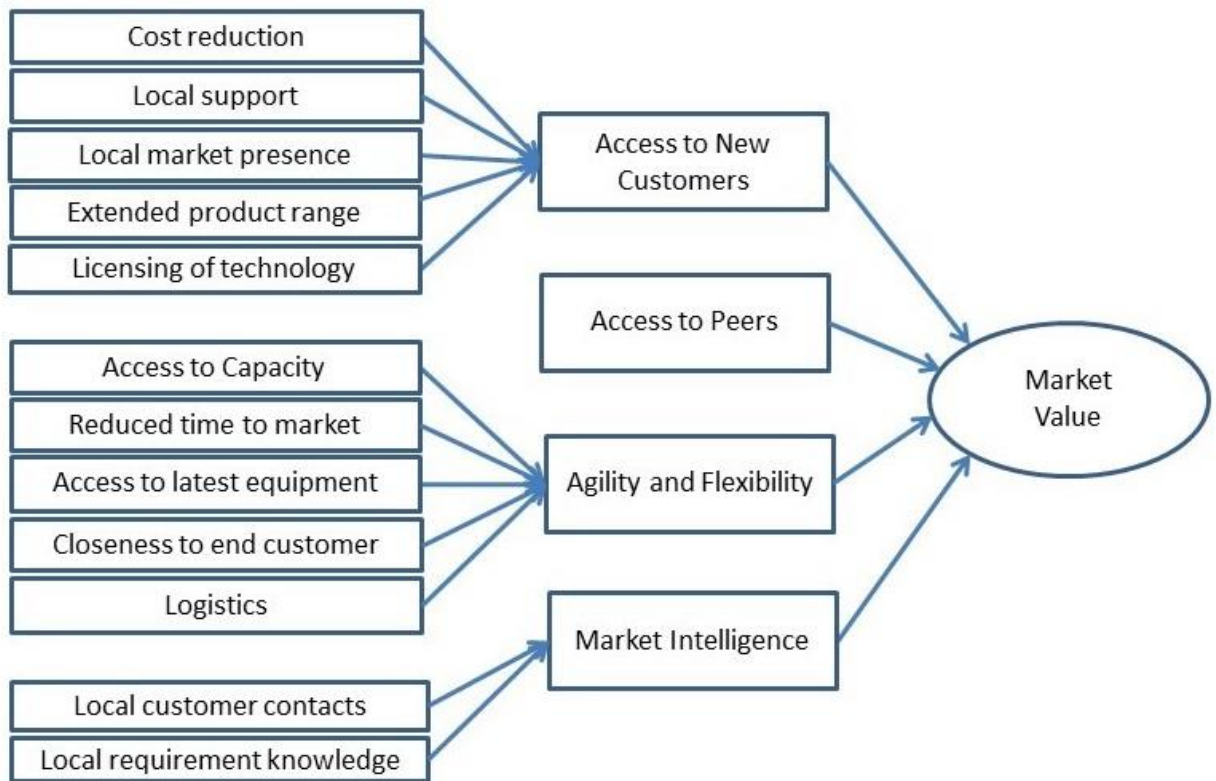 Cost reduction
Local support
Local market presence
Extended product range
Licensing of technology
Access to New
Customers
Access to Peers
Access to Capacity
Reduced time to market
Access to latest equipment
Closeness to end customer
Logistics
Agility and Flexibility
Market Intelligence
Local customer contacts
Local requirement knowledge
Market
Value